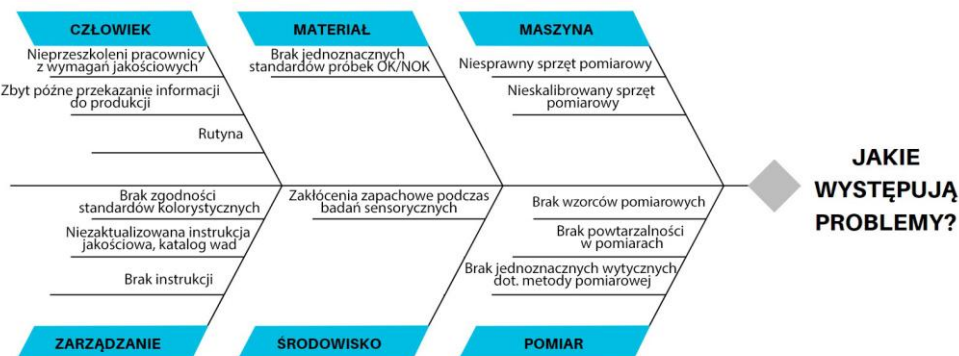 CZŁOWIEK
MATERIAŁ
MASZYNA
Nieprzeszkoleni pracownicy
z wymagań jakościowych
Zbyt późne przekazanie informacji
do produkcji
Rutyna
Brak jednoznacznych
standardów próbek OK/NOK
Niesprawny sprzęt pomiarowy
Nieskalibrowany sprzęt
pomiarowy
JAKIE
WYSTĘPUJĄ
PROBLEMY?
Brak zgodności
standardów kolorystycznych
Niezaktualizowana instrukcja
jakościowa, katalog wad
Brak instrukcji
Zakłócenia zapachowe podczas
badań sensorycznych
Brak wzorców pomiarowych
Brak powtarzalności
w pomiarach
Brak jednoznacznych wytycznych
dot. metody pomiarowej
ZARZĄDZANIE
ŚRODOWISKO
POMIAR